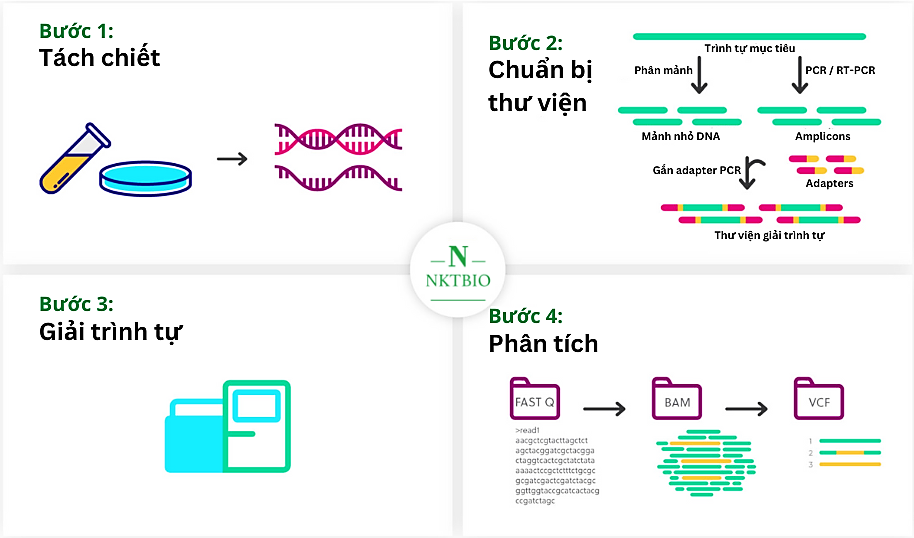 Bước 1:
Tách chiết
Bước 2:
Chuẩn bị
thư viện
Trình tự mục tiêu
Phân mảnh
PCR / RT-PCR
Mảnh nhỏ DNA
Amplicons
Gắn adapter PCR
Adapters
Thư viện giải trình tự
N
NKTBIO
Bước 3:
Giải trình tự
Bước 4:
Phân tích
FAST Q
BAM
VCF
>read1
aacgctcgtacttagctct
agctacggatcgctacgga
ctaggtcactcgctatctata
aaaactccgctctttctgcgc
gcgatcgactcgatctacgc
ggttggtaccgcatcactacg
ccgatctagc
1
2
3